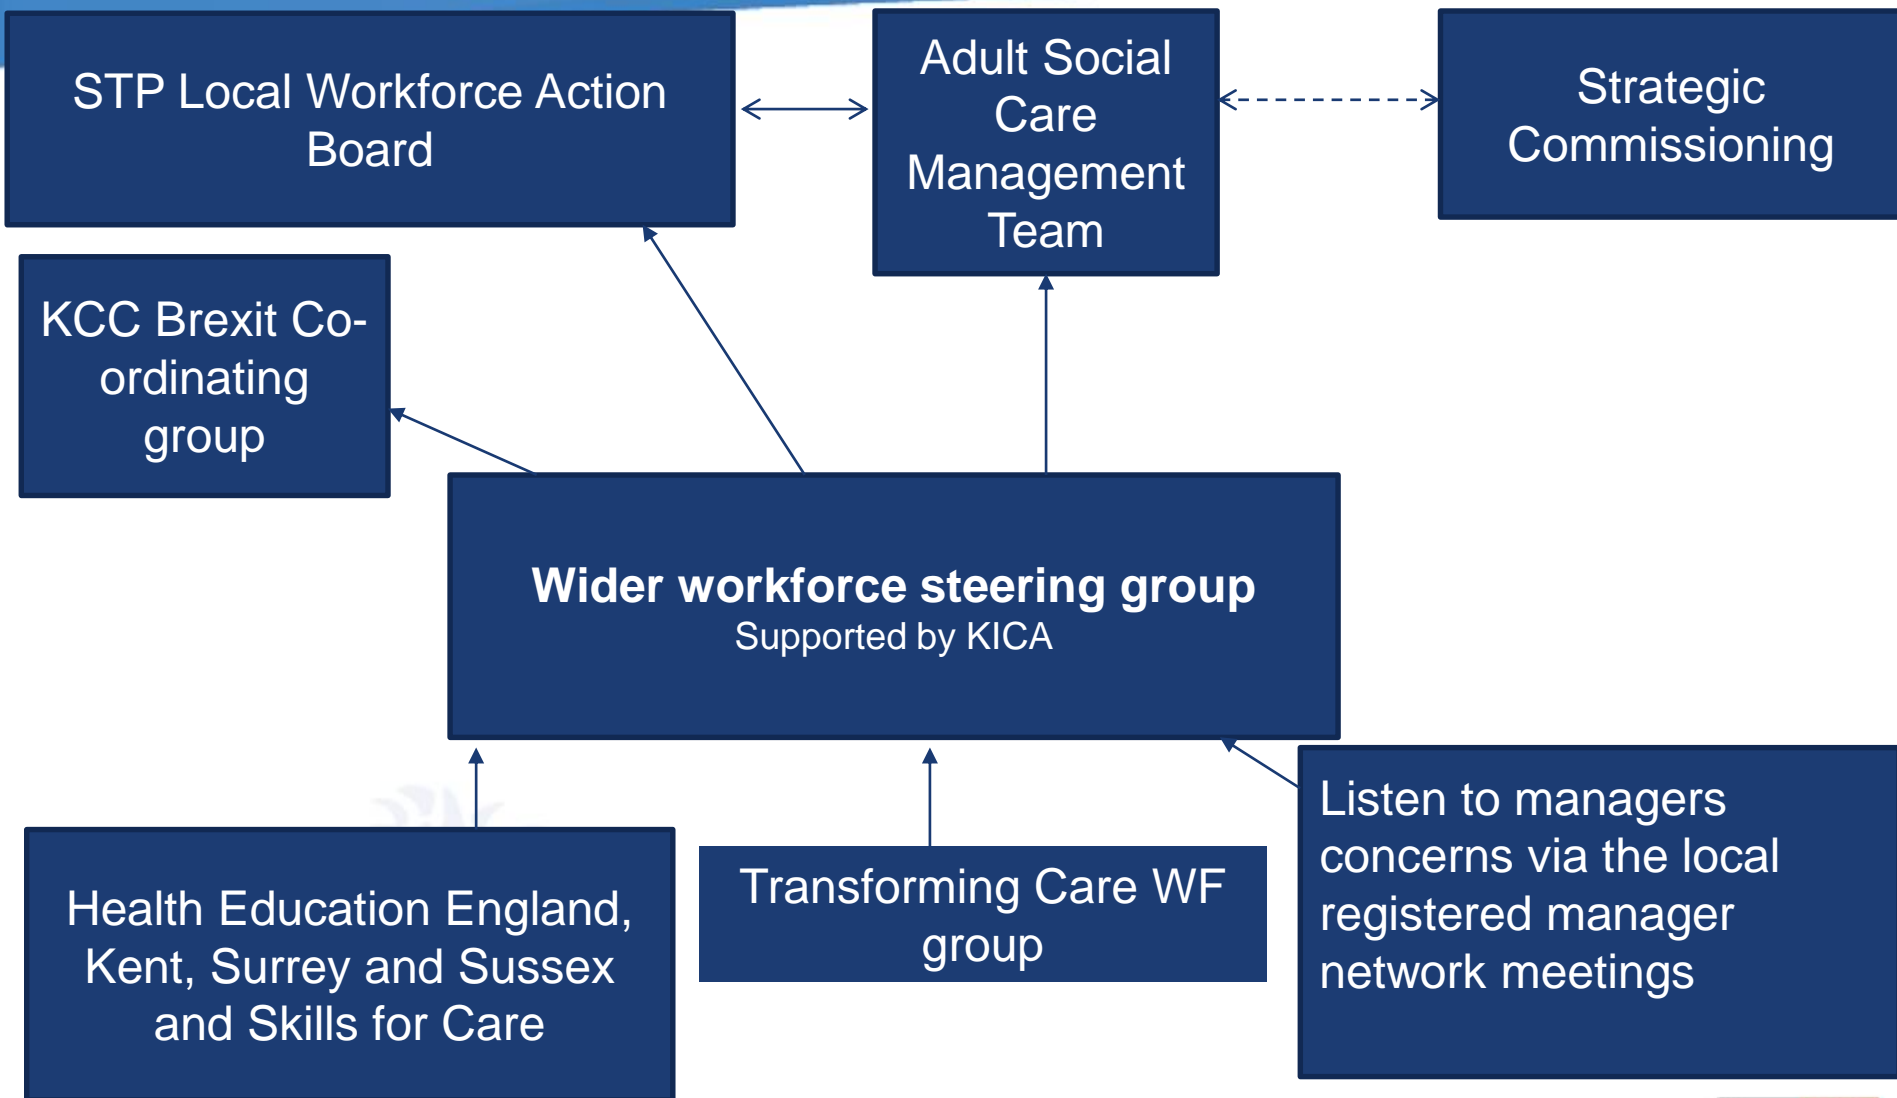 STP Local Workforce Action
Board
Adult Social
Care
Management
Team
Strategic
Commissioning
KCC Brexit Co-
ordinating
group
Wider workforce steering group
Supported by KICA
Health Education England,
Kent, Surrey and Sussex
and Skills for Care
Transforming Care WF
group
Listen to managers
concerns via the local
registered manager
network meetings